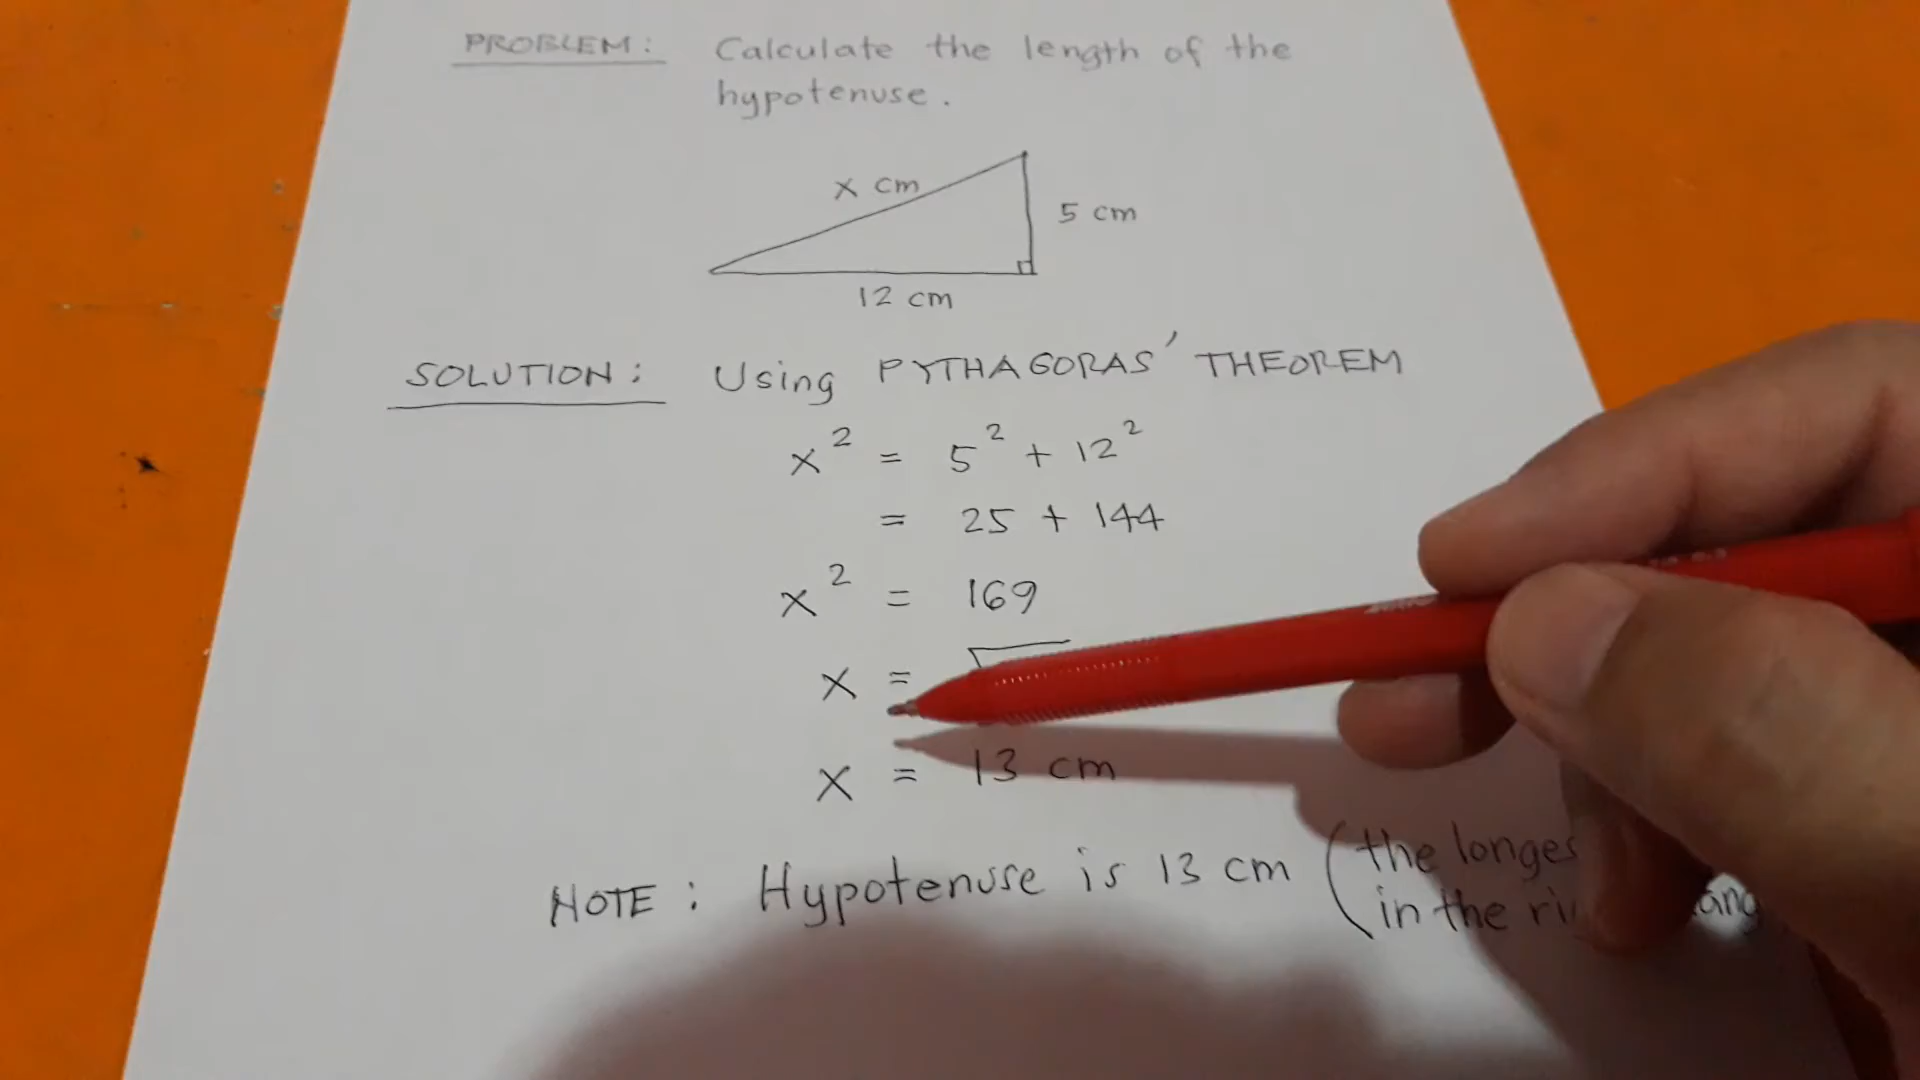 PROBLEM: Calculate the length of the
hypotenuse.
x cm
5 cm
12 cm
SOLUTION: Using PYTHAGORAS' THEOREM
x² = 5² + 12²
= 25 + 144
x² = 169
x =
x = 13 cm
NOTE: Hypotenuse is 13 cm (the
in the